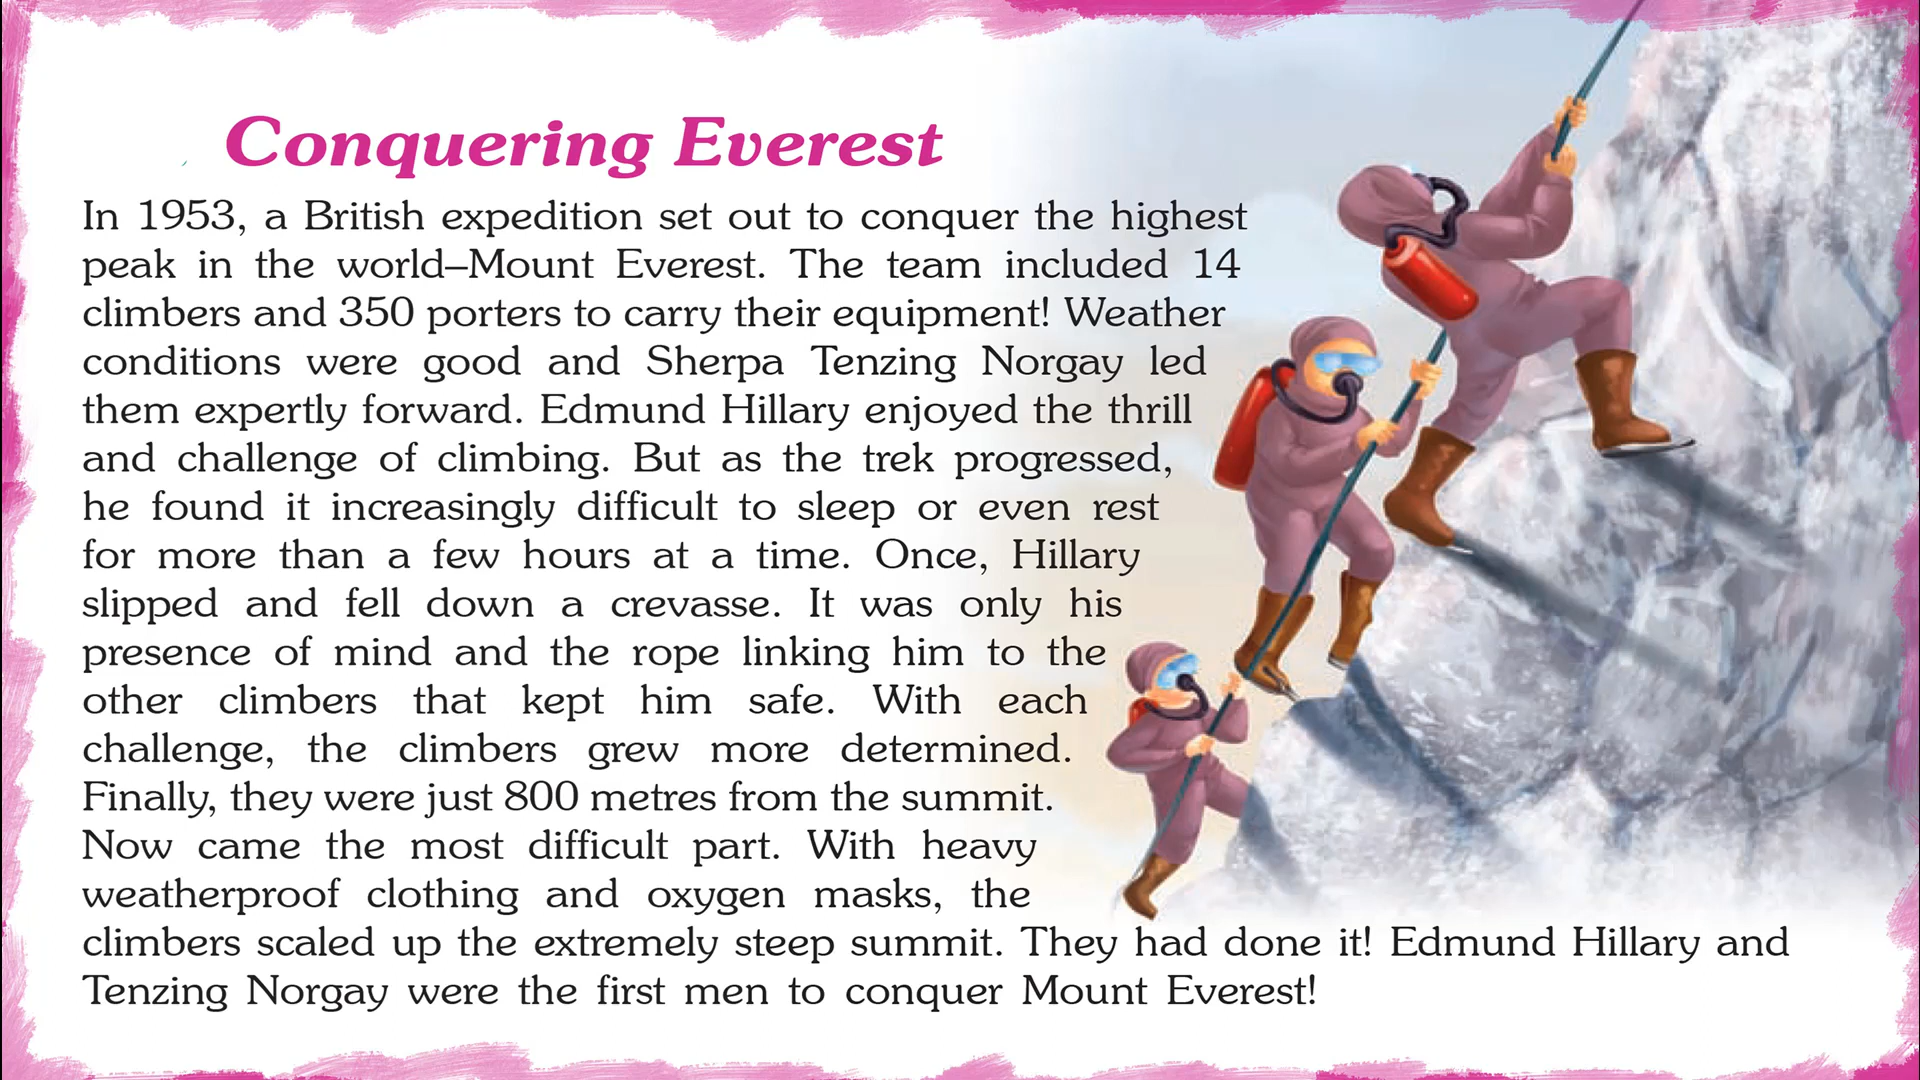 Conquering Everest
In 1953, a British expedition set out to conquer the highest
peak in the world–Mount Everest. The team included 14
climbers and 350 porters to carry their equipment! Weather
conditions were good and Sherpa Tenzing Norgay led
them expertly forward. Edmund Hillary enjoyed the thrill
and challenge of climbing. But as the trek progressed,
he found it increasingly difficult to sleep or even rest
for more than a few hours at a time. Once, Hillary
slipped and fell down a crevasse. It was only his
presence of mind and the rope linking him to the
other climbers that kept him safe. With each
challenge, the climbers grew more determined.
Finally, they were just 800 metres from the summit.
Now came the most difficult part. With heavy
weatherproof clothing and oxygen masks, the
climbers scaled up the extremely steep summit. They had done it! Edmund Hillary and
Tenzing Norgay were the first men to conquer Mount Everest!